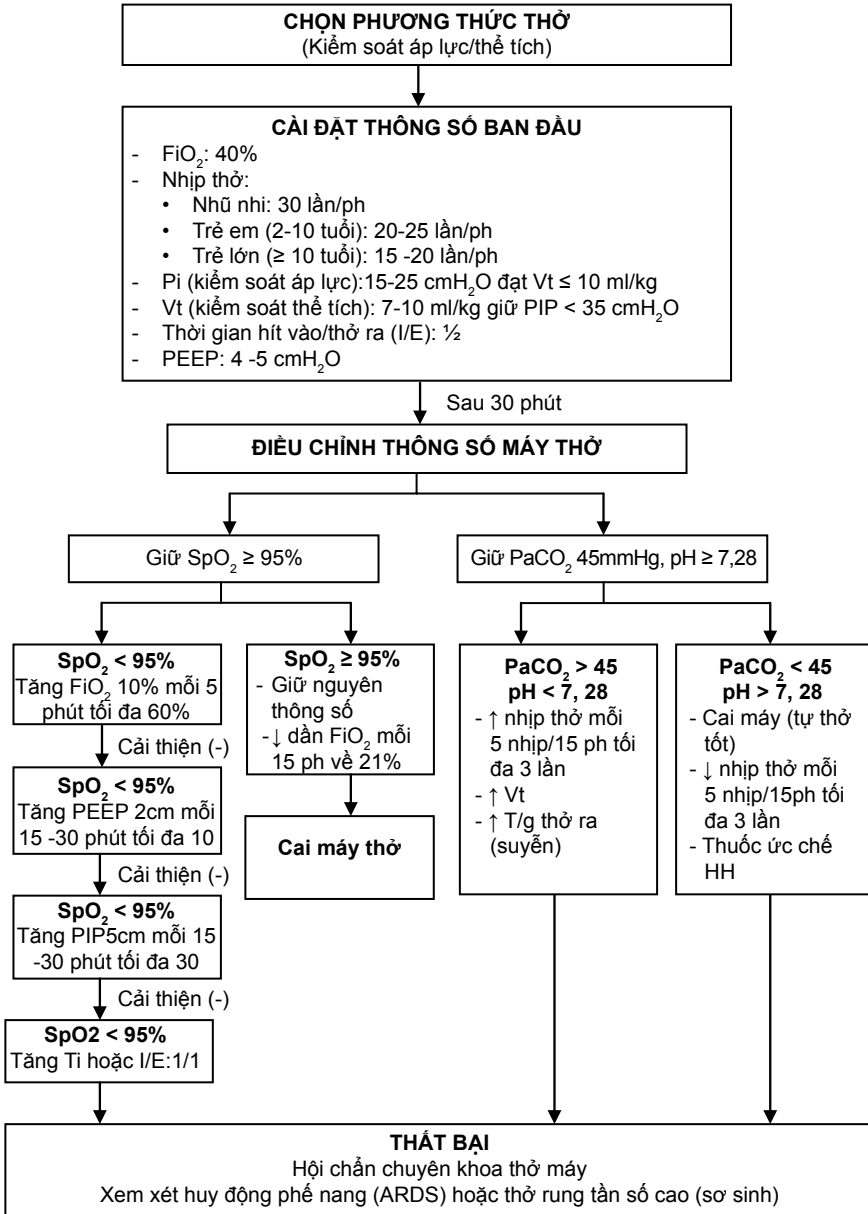 CHỌN PHƯƠNG THỨC THỞ
(Kiểm soát áp lực/thể tích)
CÀI ĐẶT THÔNG SỐ BAN ĐẦU
- FiO₂: 40%
- Nhịp thở:
• Nhũ nhi: 30 lần/ph
• Trẻ em (2-10 tuổi): 20-25 lần/ph
• Trẻ lớn (≥ 10 tuổi): 15 -20 lần/ph
- Pi (kiểm soát áp lực):15-25 cmH₂O đạt Vt ≤ 10 ml/kg
- Vt (kiểm soát thể tích): 7-10 ml/kg giữ PIP < 35 cmH₂O
- Thời gian hít vào/thở ra (I/E): ½
- PEEP: 4 -5 cmH₂O
Sau 30 phút
ĐIỀU CHỈNH THÔNG SỐ MÁY THỞ
Giữ SpO₂ ≥ 95%
Giữ PaCO₂ 45mmHg, pH ≥ 7,28
SpO₂ < 95%
Tăng FiO₂ 10% mỗi 5
phút tối đa 60%
Cải thiện (-)
SpO₂ < 95%
Tăng PEEP 2cm mỗi
15 -30 phút tối đa 10
Cải thiện (-)
SpO₂ < 95%
Tăng PIP5cm mỗi 15
-30 phút tối đa 30
Cải thiện (-)
SpO2 < 95%
Tăng Ti hoặc I/E:1/1
SpO₂ ≥ 95%
- Giữ nguyên
thông số
-↓ dần FiO₂ mỗi
15 ph về 21%
Cai máy thở
PaCO₂ > 45
pH < 7, 28
- ↑ nhịp thở mỗi
5 nhịp/15 ph tối
đa 3 lần
- ↑ Vt
- ↑ T/g thở ra
(suyễn)
PaCO₂ < 45
pH > 7, 28
- Cai máy (tự thở
tốt)
- ↓ nhịp thở mỗi
5 nhịp/15ph tối
đa 3 lần
- Thuốc ức chế
HH
THẤT BẠI
Hội chẩn chuyên khoa thở máy
Xem xét huy động phế nang (ARDS) hoặc thở rung tần số cao (sơ sinh)